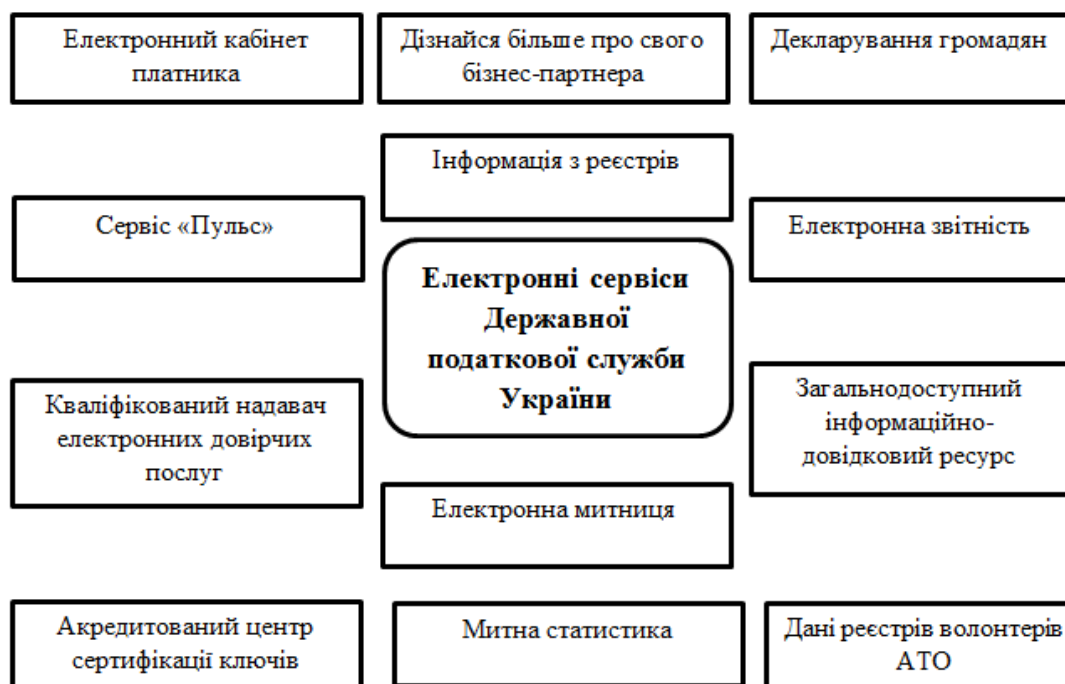 Електронний кабінет
платника
Дізнайся більше про свого
бізнес-партнера
Декларування громадян
Інформація з реєстрів
Сервіс «Пульс»
Електронна звітність
Електронні сервіси
Державної
податкової служби
України
Кваліфікований надавач
електронних довірчих
послуг
Загальнодоступний
інформаційно-
довідковий ресурс
Електронна митниця
Акредитований центр
сертифікації ключів
Митна статистика
Дані реєстрів волонтерів
АТО